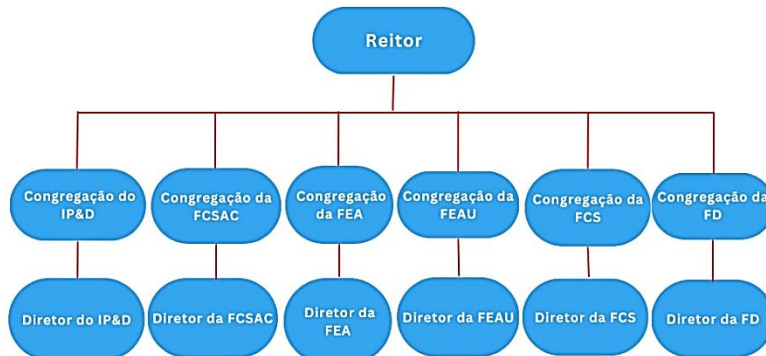 Reitor
Congregação do
IP&D
Congregação da
FCSAC
Congregação
da FEA
Congregação da
FEAU
Congregação da
FCS
Congregação da
FD
Diretor do IP&D
Diretor da FCSAC
Diretor da
FEA
Diretor da FEAU
Diretor da FCS
Diretor da FD